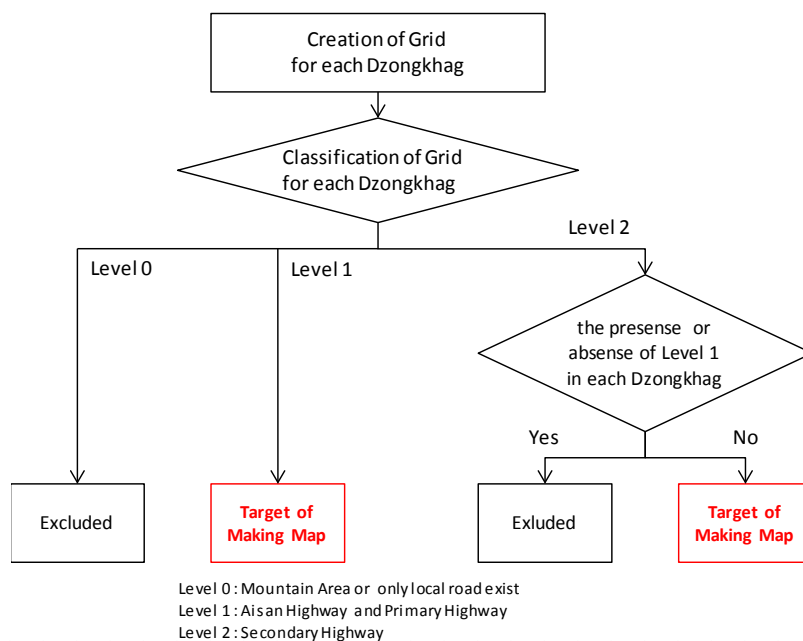 Creation of Grid
for each Dzongkhag
Classification of Grid
for each Dzongkhag
Level 2
Level 0
Level 1
the presense or
absense of Level 1
in each Dzongkhag
Yes
No
Excluded
Target of
Making Map
Exluded
Target of
Making Map
Level 0 : Mountain Area or only local road exist
Level 1 : Aisan Highway and Primary Highway
Level 2 : Secondary Highway